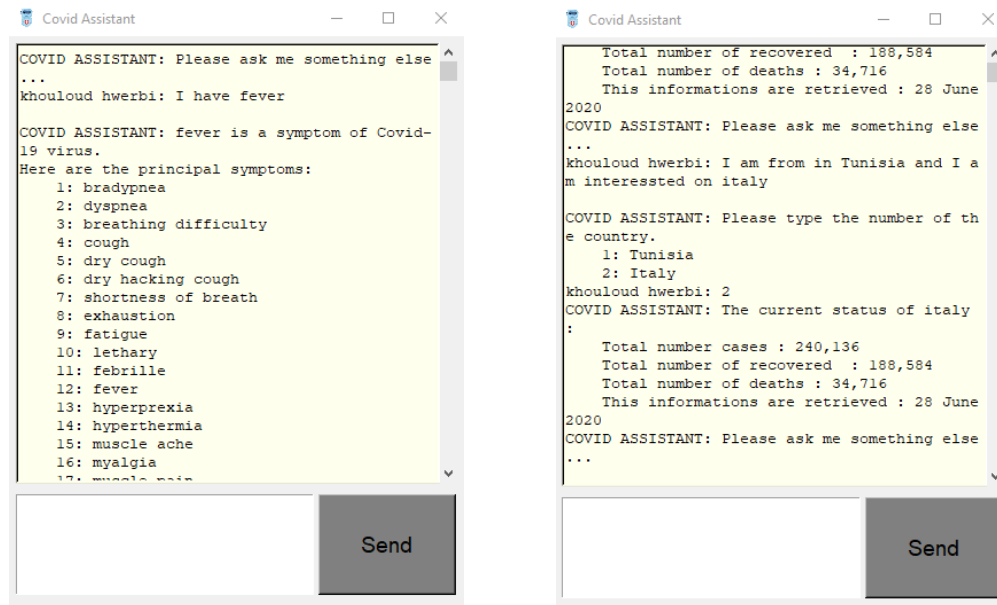 Covid Assistant
COVID ASSISTANT: Please ask me something else
...
khouloud hwerbi: I have fever
COVID ASSISTANT: fever is a symptom of Covid-
19 virus.
Here are the principal symptoms:
1: bradypnea
2: dyspnea
3: breathing difficulty
4: cough
5: dry cough
6: dry hacking cough
7: shortness of breath
8: exhaustion
9: fatigue
10: lethary
11: febrille
12: fever
13: hyperprexia
14: hyperthermia
15: muscle ache
16: myalgia
17: muscle pain
Send
Covid Assistant
Total number of recovered  : 188,584
Total number of deaths : 34,716
This informations are retrieved : 28 June
2020
COVID ASSISTANT: Please ask me something else
...
khouloud hwerbi: I am from in Tunisia and I a
m interessted on italy
COVID ASSISTANT: Please type the number of th
e country.
1: Tunisia
2: Italy
khouloud hwerbi: 2
COVID ASSISTANT: The current status of italy
:
Total number cases : 240,136
Total number of recovered  : 188,584
Total number of deaths : 34,716
This informations are retrieved : 28 June
2020
COVID ASSISTANT: Please ask me something else
...
Send